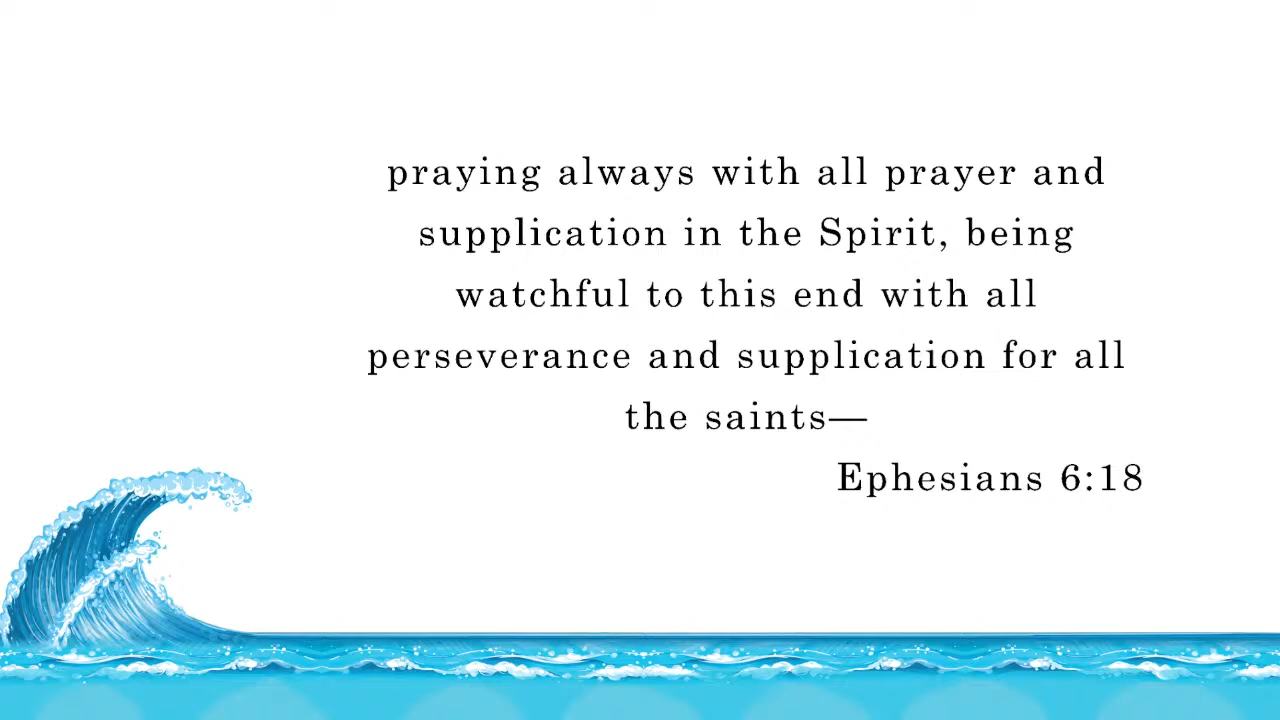 praying always with all prayer and
supplication in the Spirit, being
watchful to this end with all
perseverance and supplication for all
the saints—
Ephesians 6:18